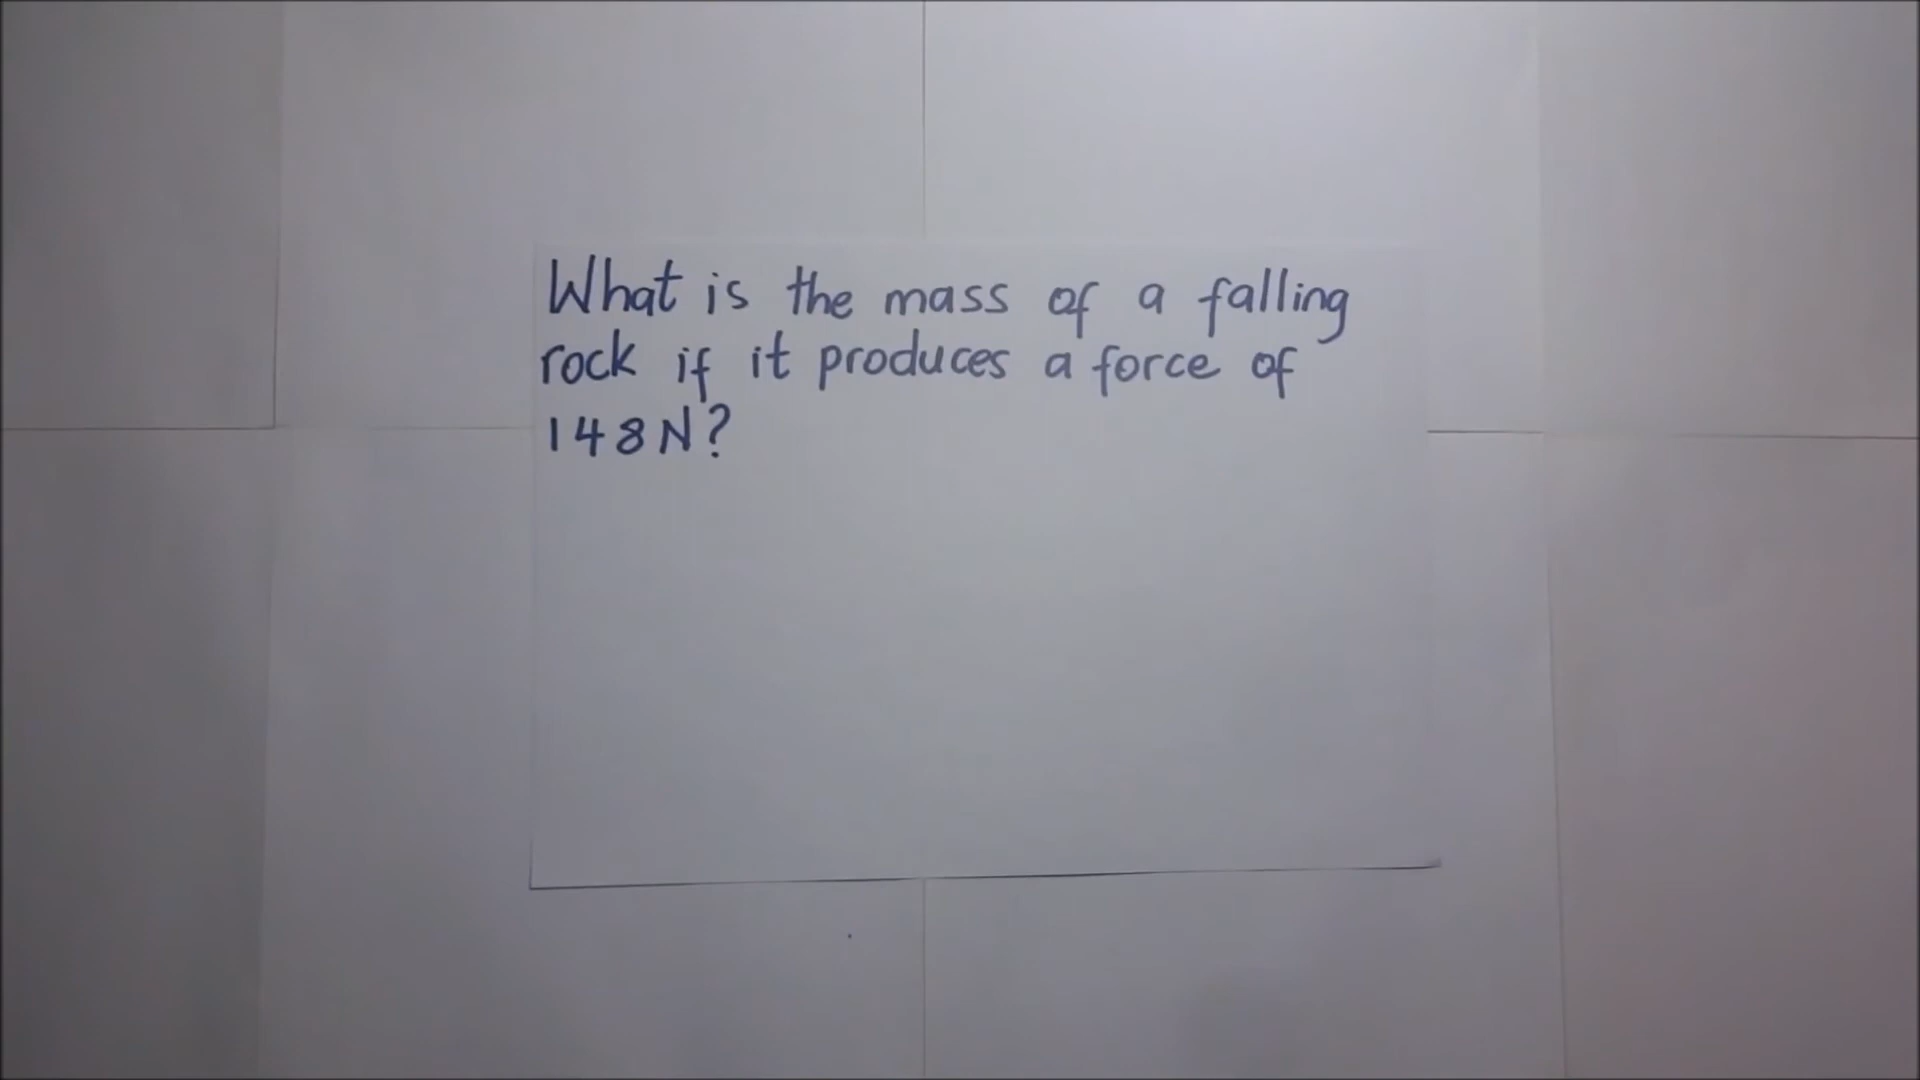 What is the mass of a falling
rock if it produces a force of
148N?